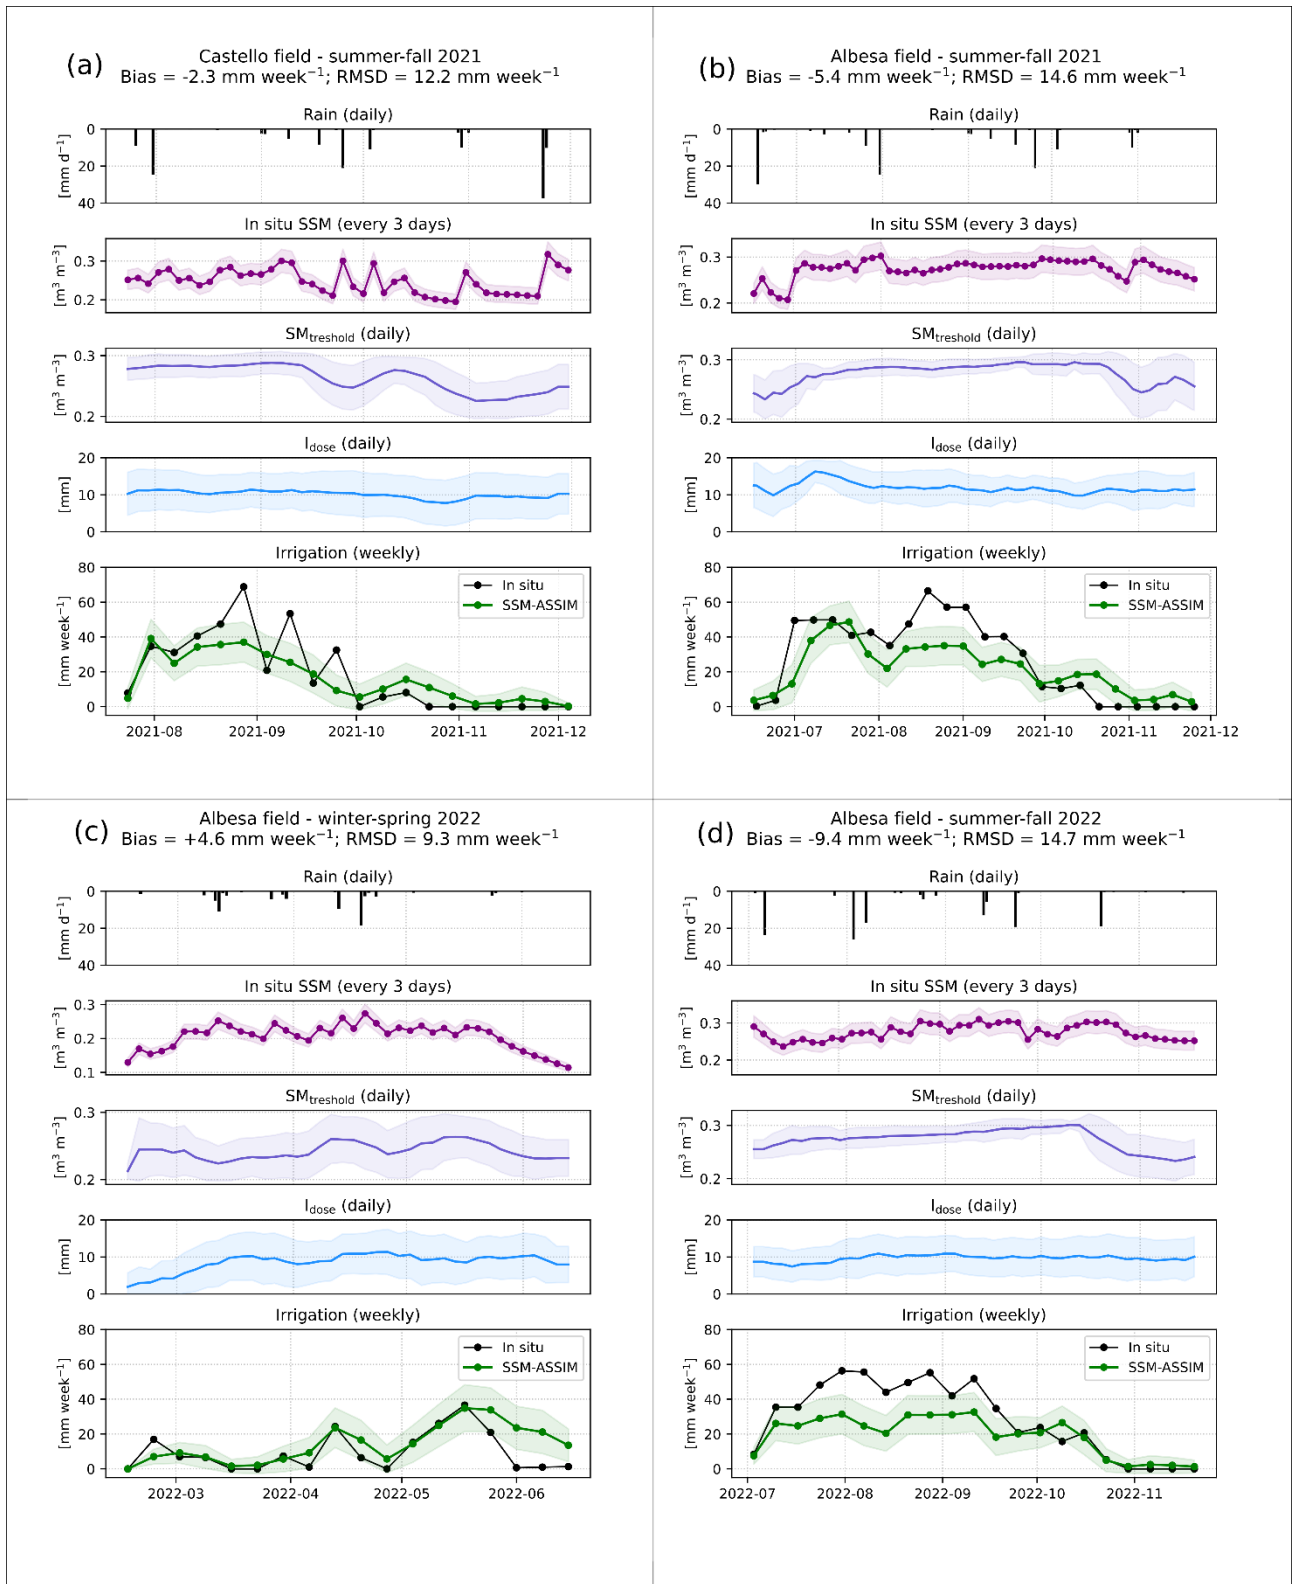 (a)
Castello field - summer-fall 2021
Bias = -2.3 mm week⁻¹; RMSD = 12.2 mm week⁻¹
Rain (daily)
0
20
40
[mm d⁻¹]
In situ SSM (every 3 days)
0.3
0.2
[m³ m⁻³]
SMtreshold (daily)
0.3
0.2
[m³ m⁻³]
Idose (daily)
20
10
0
[mm]
Irrigation (weekly)
80
60
40
20
0
[mm week⁻¹]
In situ
SSM-ASSIM
2021-08 2021-09 2021-10 2021-11 2021-12
(b)
Albesa field - summer-fall 2021
Bias = -5.4 mm week⁻¹; RMSD = 14.6 mm week⁻¹
Rain (daily)
0
20
40
[mm d⁻¹]
In situ SSM (every 3 days)
0.3
0.2
[m³ m⁻³]
SMtreshold (daily)
0.3
0.2
[m³ m⁻³]
Idose (daily)
20
10
0
[mm]
Irrigation (weekly)
80
60
40
20
0
[mm week⁻¹]
In situ
SSM-ASSIM
2021-07 2021-08 2021-09 2021-10 2021-11 2021-12
(c)
Albesa field - winter-spring 2022
Bias = +4.6 mm week⁻¹; RMSD = 9.3 mm week⁻¹
Rain (daily)
0
20
40
[mm d⁻¹]
In situ SSM (every 3 days)
0.3
0.2
0.1
[m³ m⁻³]
SMtreshold (daily)
0.3
0.2
[m³ m⁻³]
Idose (daily)
20
10
0
[mm]
Irrigation (weekly)
80
60
40
20
0
[mm week⁻¹]
In situ
SSM-ASSIM
2022-03 2022-04 2022-05 2022-06
(d)
Albesa field - summer-fall 2022
Bias = -9.4 mm week⁻¹; RMSD = 14.7 mm week⁻¹
Rain (daily)
0
20
40
[mm d⁻¹]
In situ SSM (every 3 days)
0.3
0.2
[m³ m⁻³]
SMtreshold (daily)
0.3
0.2
[m³ m⁻³]
Idose (daily)
20
10
0
[mm]
Irrigation (weekly)
80
60
40
20
0
[mm week⁻¹]
In situ
SSM-ASSIM
2022-07 2022-08 2022-09 2022-10 2022-11